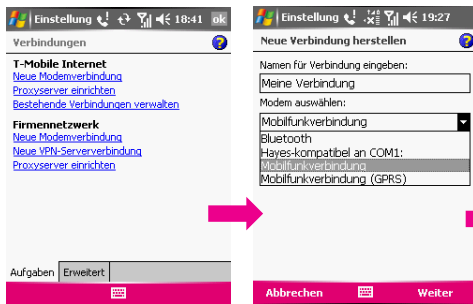 Einstellung 18:41 ok
Verbindungen
T-Mobile Internet
Neue Modemverbindung
Proxyserver einrichten
Bestehende Verbindungen verwalten
Firmennetzwerk
Neue Modemverbindung
Neue VPN-Serververbindung
Proxyserver einrichten
Aufgaben Erweitert
Einstellung 19:27
Neue Verbindung herstellen
Namen für Verbindung eingeben:
Meine Verbindung
Modem auswählen:
Mobilfunkverbindung
Bluetooth
Hayes-kompatibel an COM1:
Mobilfunkverbindung
Mobilfunkverbindung (GPRS)
Abbrechen Weiter